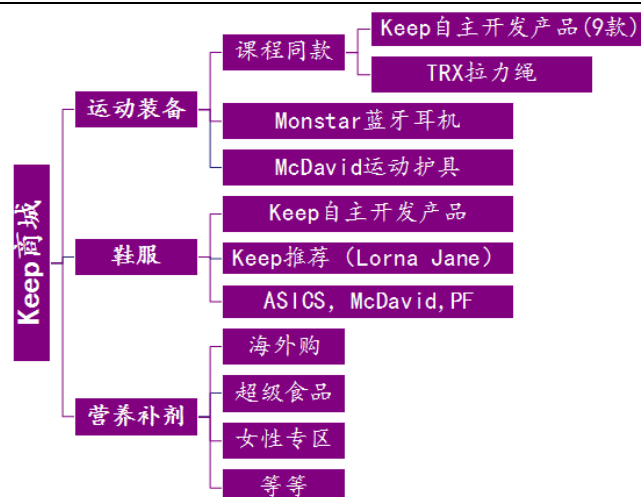 Keep商城
运动装备
课程同款
Keep自主开发产品(9款)
TRX拉力绳
Monstar蓝牙耳机
McDavid运动护具
鞋服
Keep自主开发产品
Keep推荐（Lorna Jane）
ASICS, McDavid,PF
营养补剂
海外购
超级食品
女性专区
等等